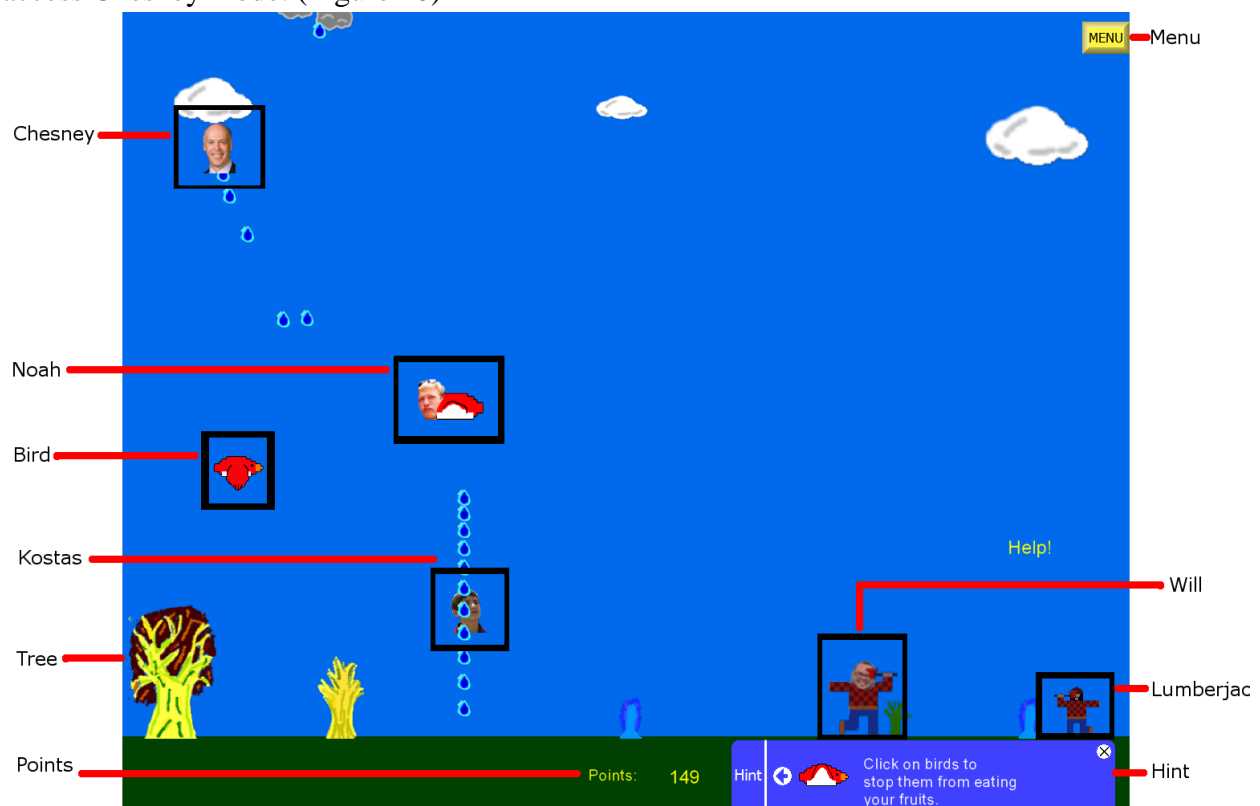 MENU
Menu
Chesney
Noah
Bird
Kostas
Help!
Will
Tree
Lumberjac
Points
Points: 149
Hint
Click on birds to
stop them from eating
your fruits.
Hint